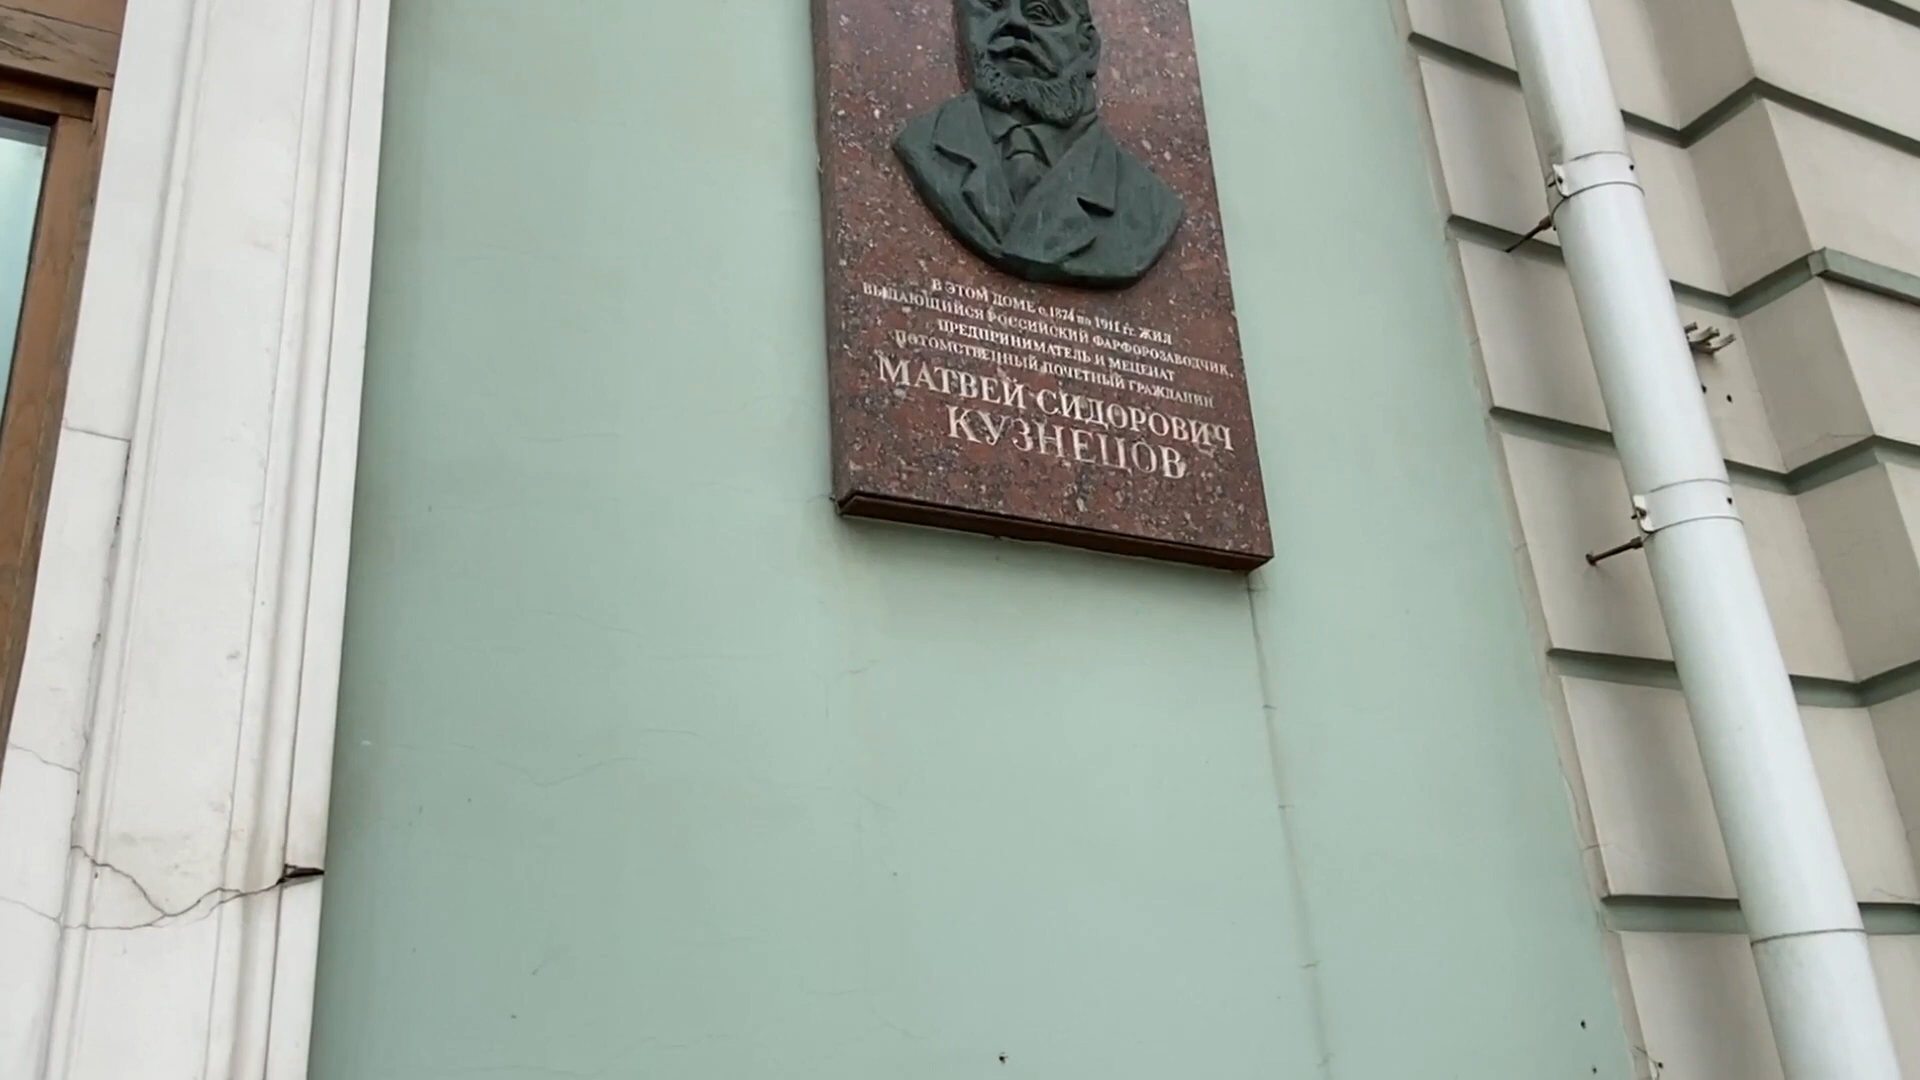 В ЭТОМ ДОМЕ с 1874 по 1911 гг. ЖИЛ
ВЫДАЮЩИЙСЯ РОССИЙСКИЙ ФАРФОРОЗАВОДЧИК,
ПРЕДПРИНИМАТЕЛЬ И МЕЦЕНАТ
ПОТОМСТВЕННЫЙ ПОЧЕТНЫЙ ГРАЖДАНИН
МАТВЕЙ СИДОРОВИЧ
КУЗНЕЦОВ